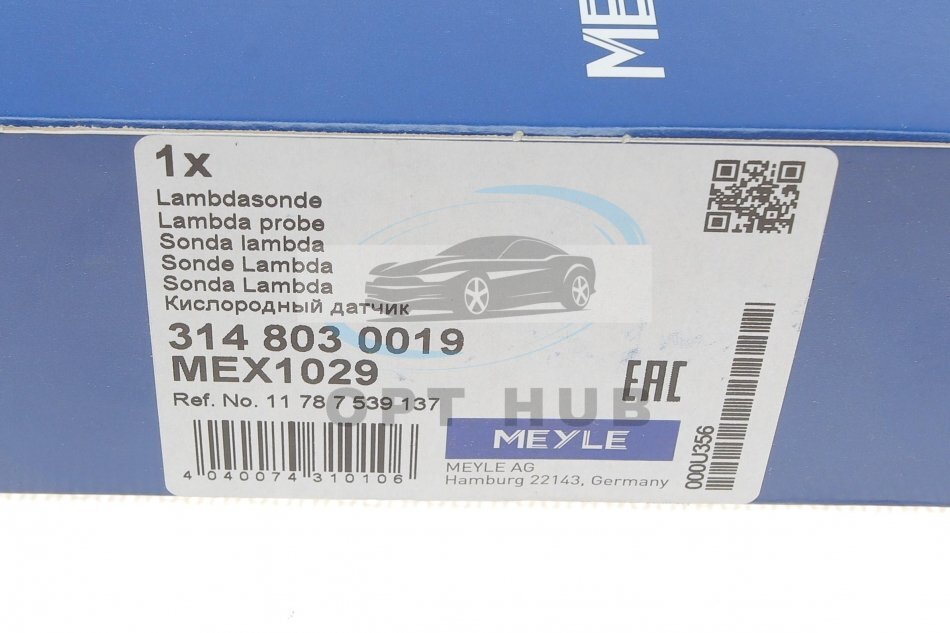 ME
1x
Lambdasonde
Lambda probe
Sonda lambda
Sonde Lambda
Sonda Lambda
Кислородный датчик
314 803 0019
MEX1029
Ref. No. 11 78 7 539 137
EAC
OPT HUB
4 040074 310106
MEYLE
MEYLE AG
Hamburg 22143, Germany
000U356